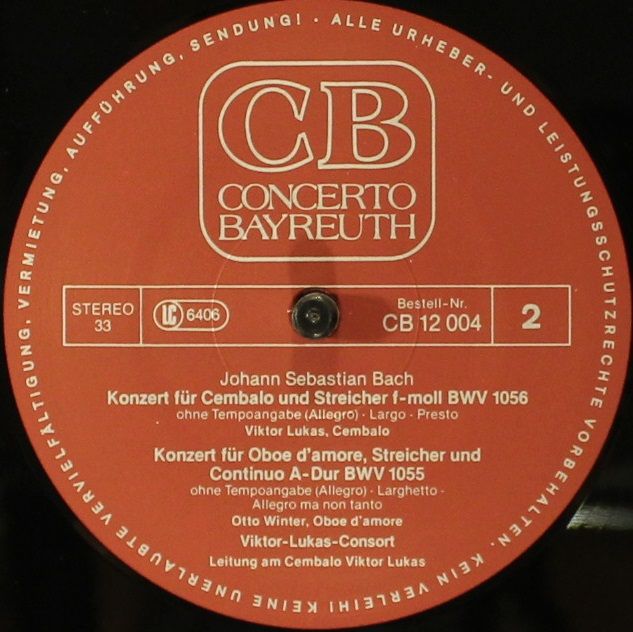 ALLE URHEBER- UND LEISTUNGSSCHUTZRECHTE VORBEHALTEN. KEIN VERLEIH! KEINE UNERLAUBTE VERVIELFÄLTIGUNG, VERMIETUNG, AUFFÜHRUNG, SENDUNG! ·
CB
CONCERTO
BAYREUTH
STEREO
33
LC 6406
Bestell-Nr.
CB 12 004
2
Johann Sebastian Bach
Konzert für Cembalo und Streicher f-moll BWV 1056
ohne Tempoangabe (Allegro) · Largo · Presto
Viktor Lukas, Cembalo
Konzert für Oboe d'amore, Streicher und
Continuo A-Dur BWV 1055
ohne Tempoangabe (Allegro) · Larghetto ·
Allegro ma non tanto
Otto Winter, Oboe d'amore
Viktor-Lukas-Consort
Leitung am Cembalo Viktor Lukas